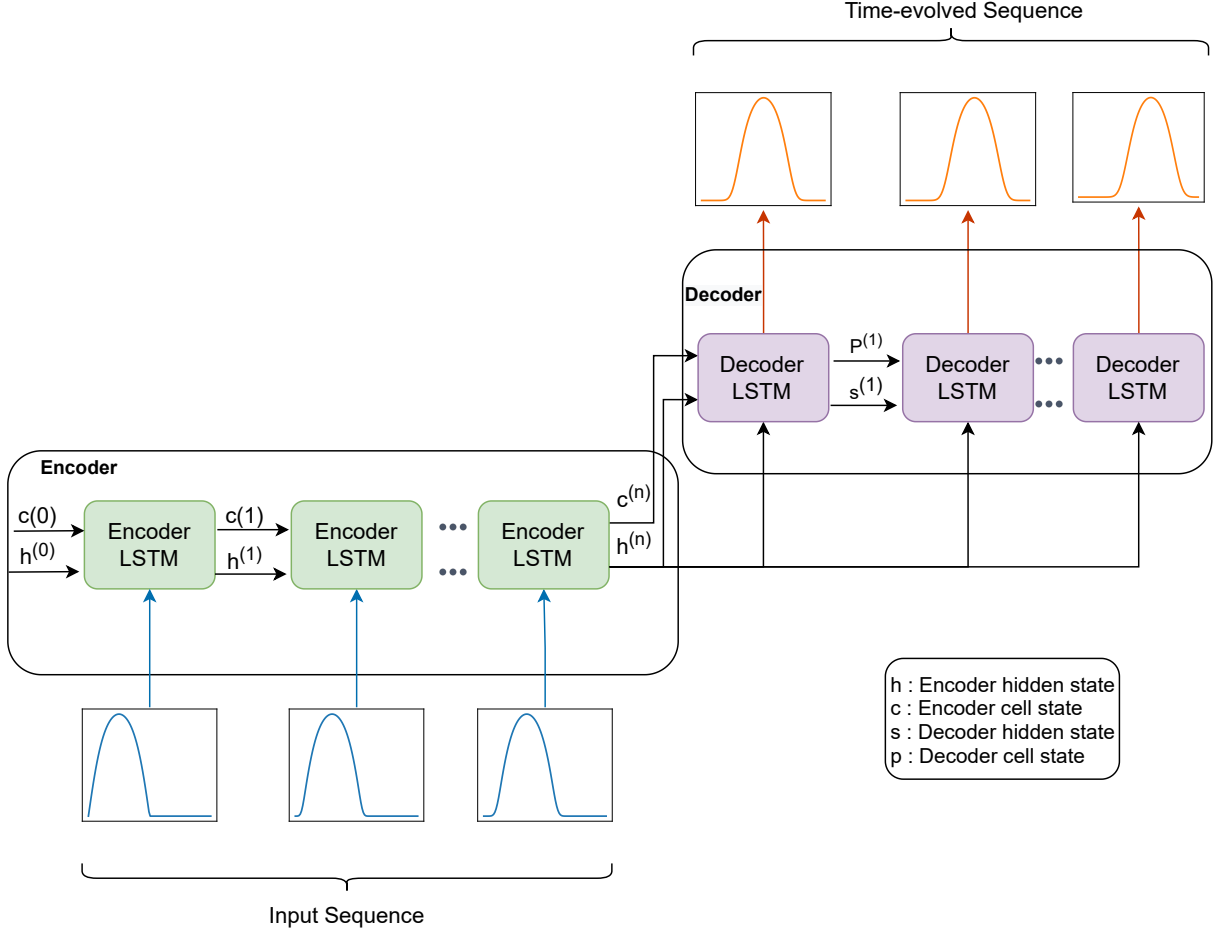 Time-evolved Sequence
Decoder
Decoder
LSTM
P(1)
s(1)
Decoder
LSTM
Decoder
LSTM
Encoder
c(0)
h(0)
Encoder
LSTM
c(1)
h(1)
Encoder
LSTM
Encoder
LSTM
c(n)
h(n)
h : Encoder hidden state
c : Encoder cell state
s : Decoder hidden state
p : Decoder cell state
Input Sequence